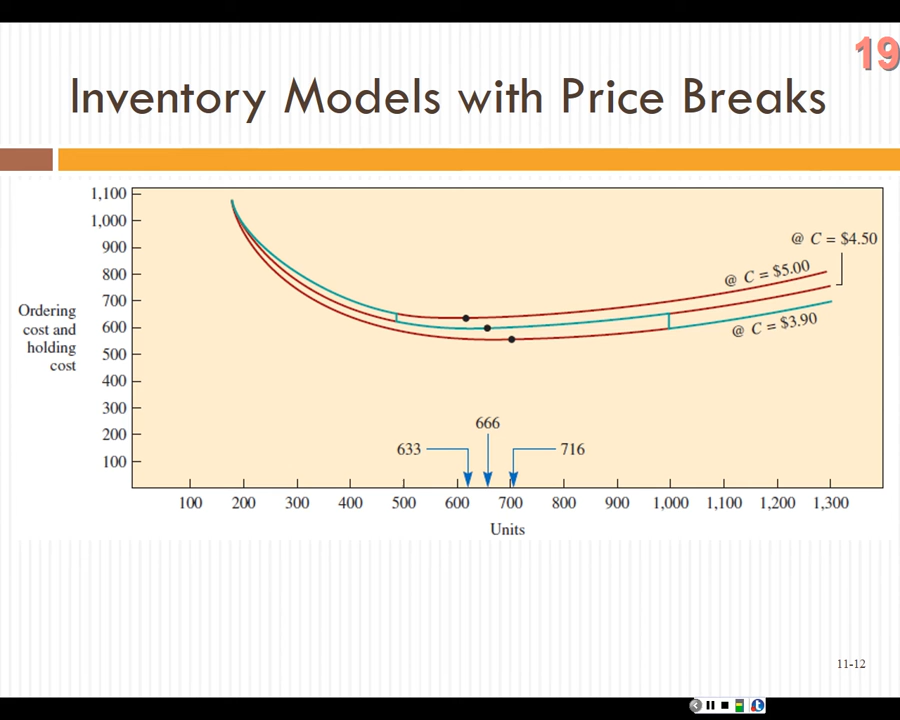 19
Inventory Models with Price Breaks
1,100
1,000
900
800
700
600
500
400
300
200
100
Ordering
cost and
holding
cost
@ C = $4.50
@ C = $5.00
@ C = $3.90
666
633
716
100 200 300 400 500 600 700 800 900 1,000 1,100 1,200 1,300
Units
11-12